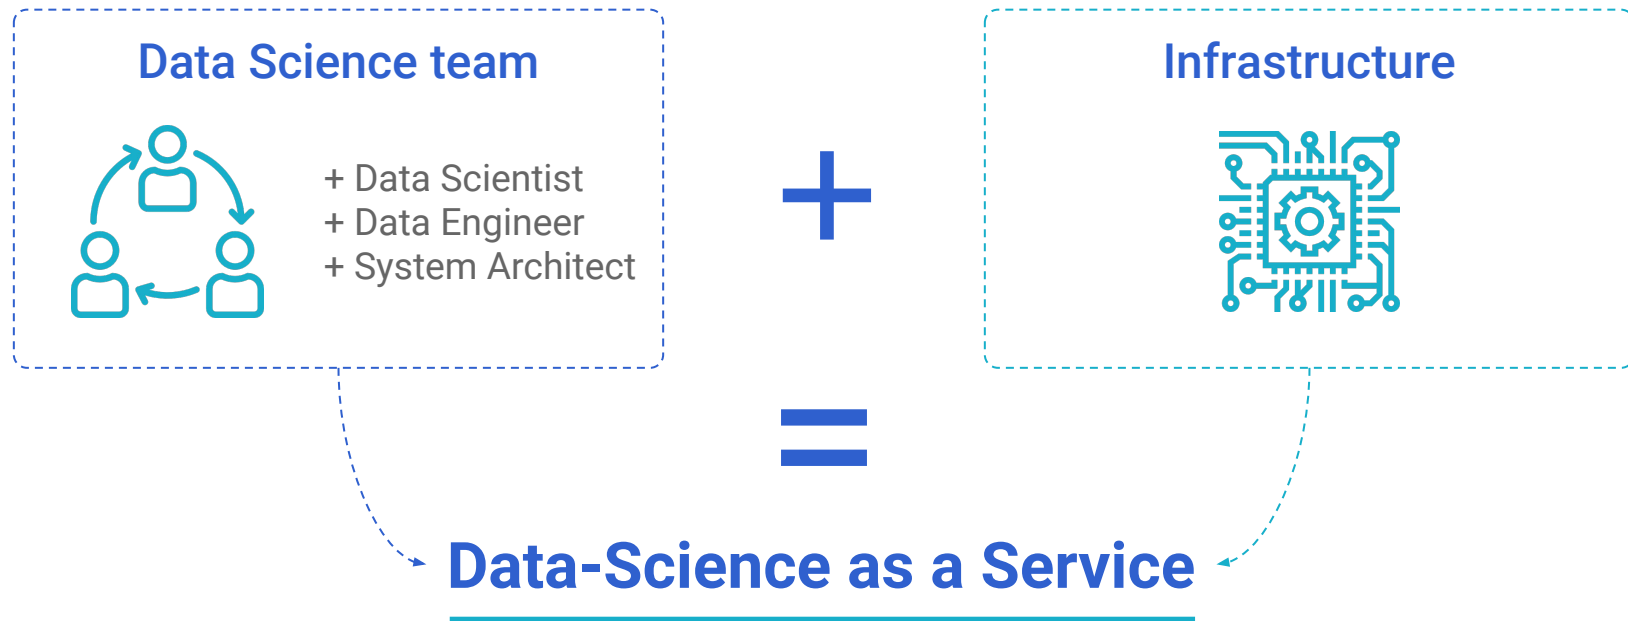 Data Science team
+ Data Scientist
+ Data Engineer
+ System Architect
+
Infrastructure
=
Data-Science as a Service